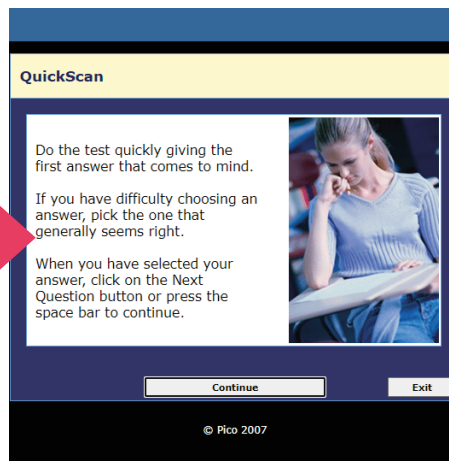 QuickScan
Do the test quickly giving the
first answer that comes to mind.
If you have difficulty choosing an
answer, pick the one that
generally seems right.
When you have selected your
answer, click on the Next
Question button or press the
space bar to continue.
Continue
Exit
© Pico 2007